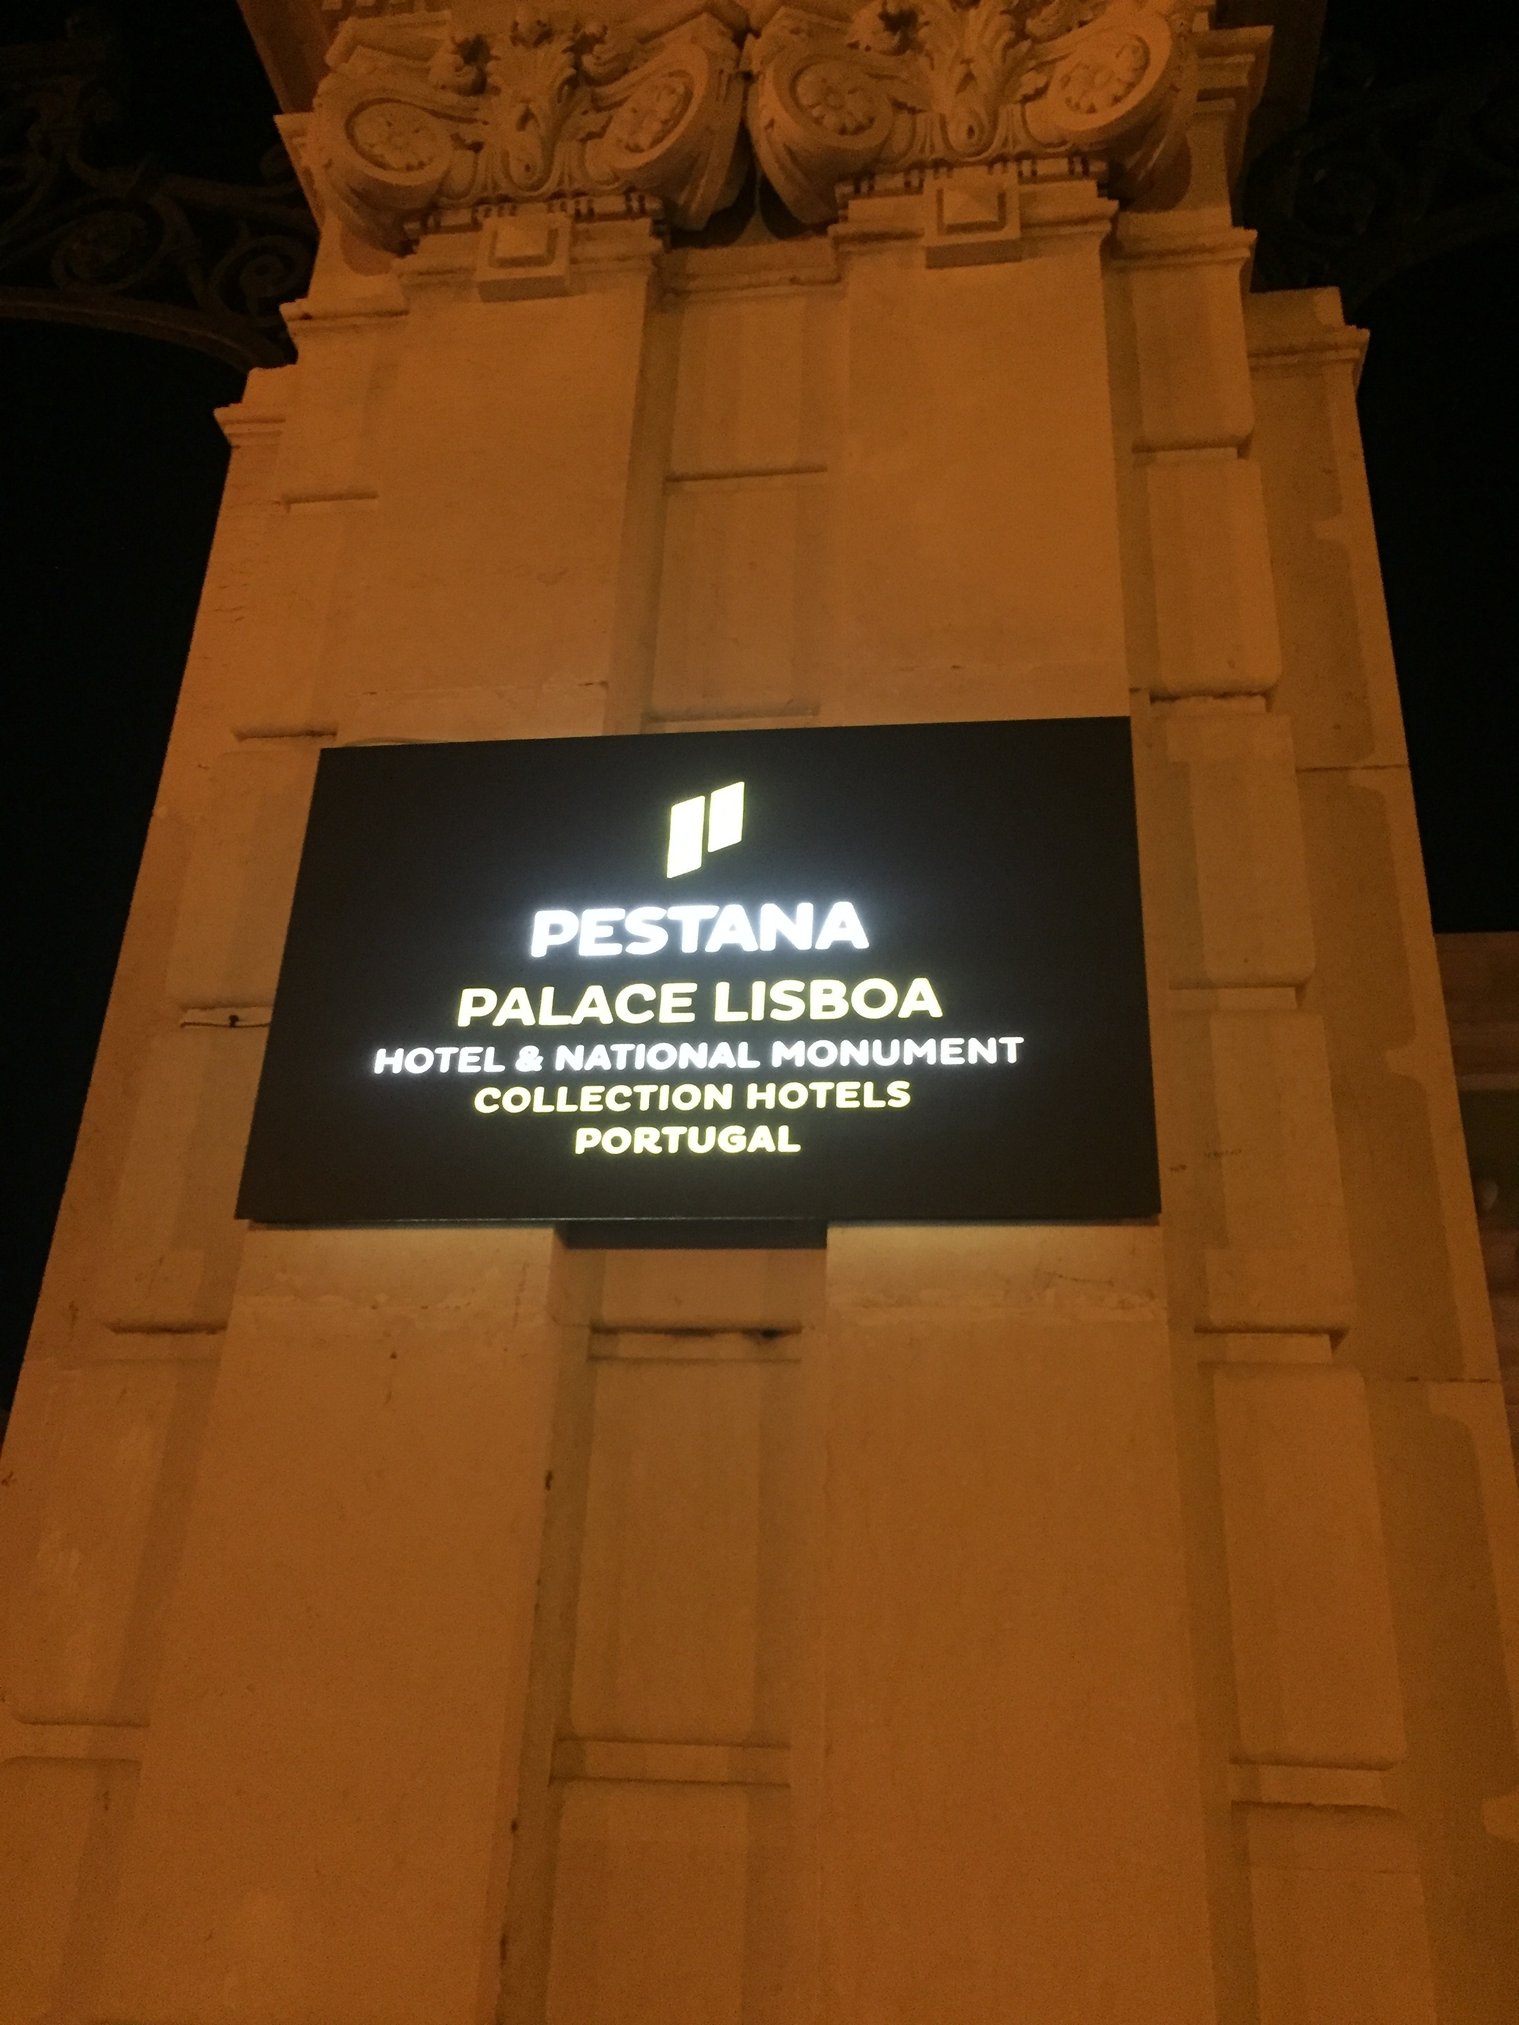 PESTANA
PALACE LISBOA
HOTEL & NATIONAL MONUMENT
COLLECTION HOTELS
PORTUGAL